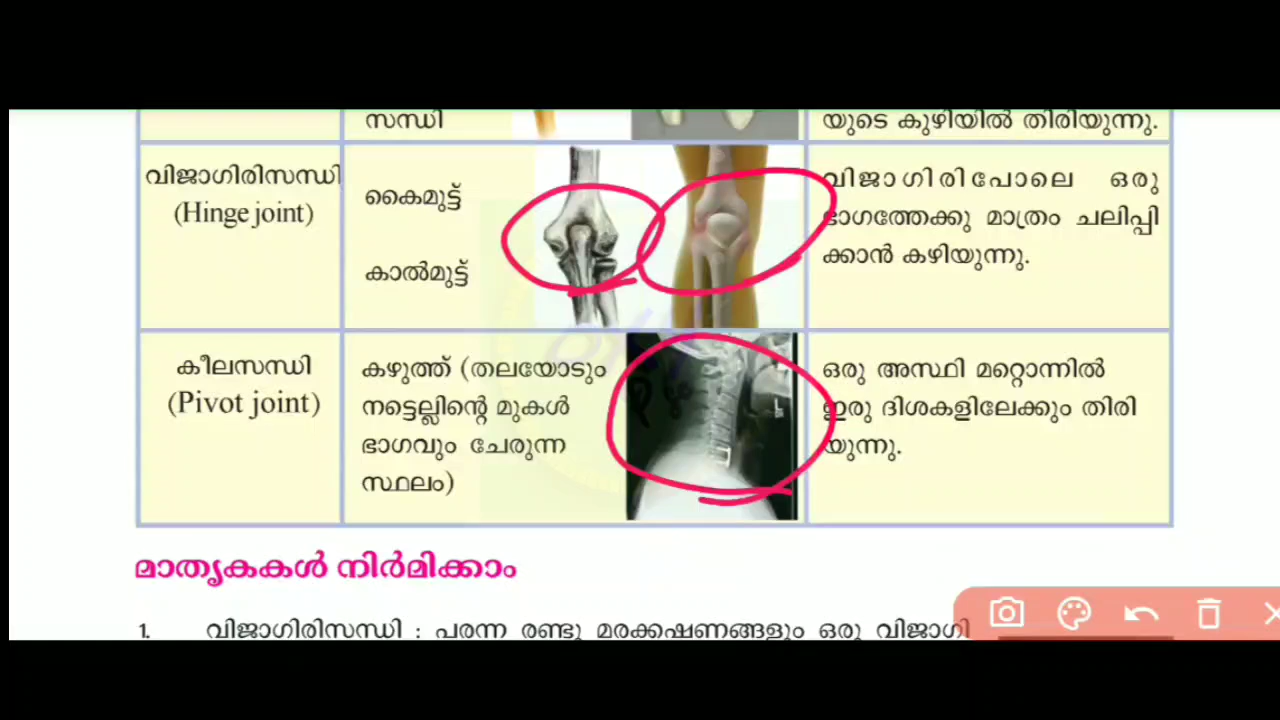 സന്ധി
യുടെ കുഴിയിൽ തിരിയുന്നു.
വിജാഗിരിസന്ധി
(Hinge joint)
കൈമുട്ട്
കാൽമുട്ട്
വിജാഗിരിപോലെ ഒരു
ഭാഗത്തേക്കു മാത്രം ചലിപ്പി
ക്കാൻ കഴിയുന്നു.
കീലസന്ധി
(Pivot joint)
കഴുത്ത് (തലയോടും
നട്ടെല്ലിന്റെ മുകൾ
ഭാഗവും ചേരുന്ന
സ്ഥലം)
ഒരു അസ്ഥി മറ്റൊന്നിൽ
ഇരു ദിശകളിലേക്കും തിരി
യുന്നു.
മാതൃകകൾ നിർമിക്കാം
1. വിജാഗിരിസന്ധി : പരന്ന രണ്ടു മരക്കഷണങ്ങളും ഒരു വിജാഗി